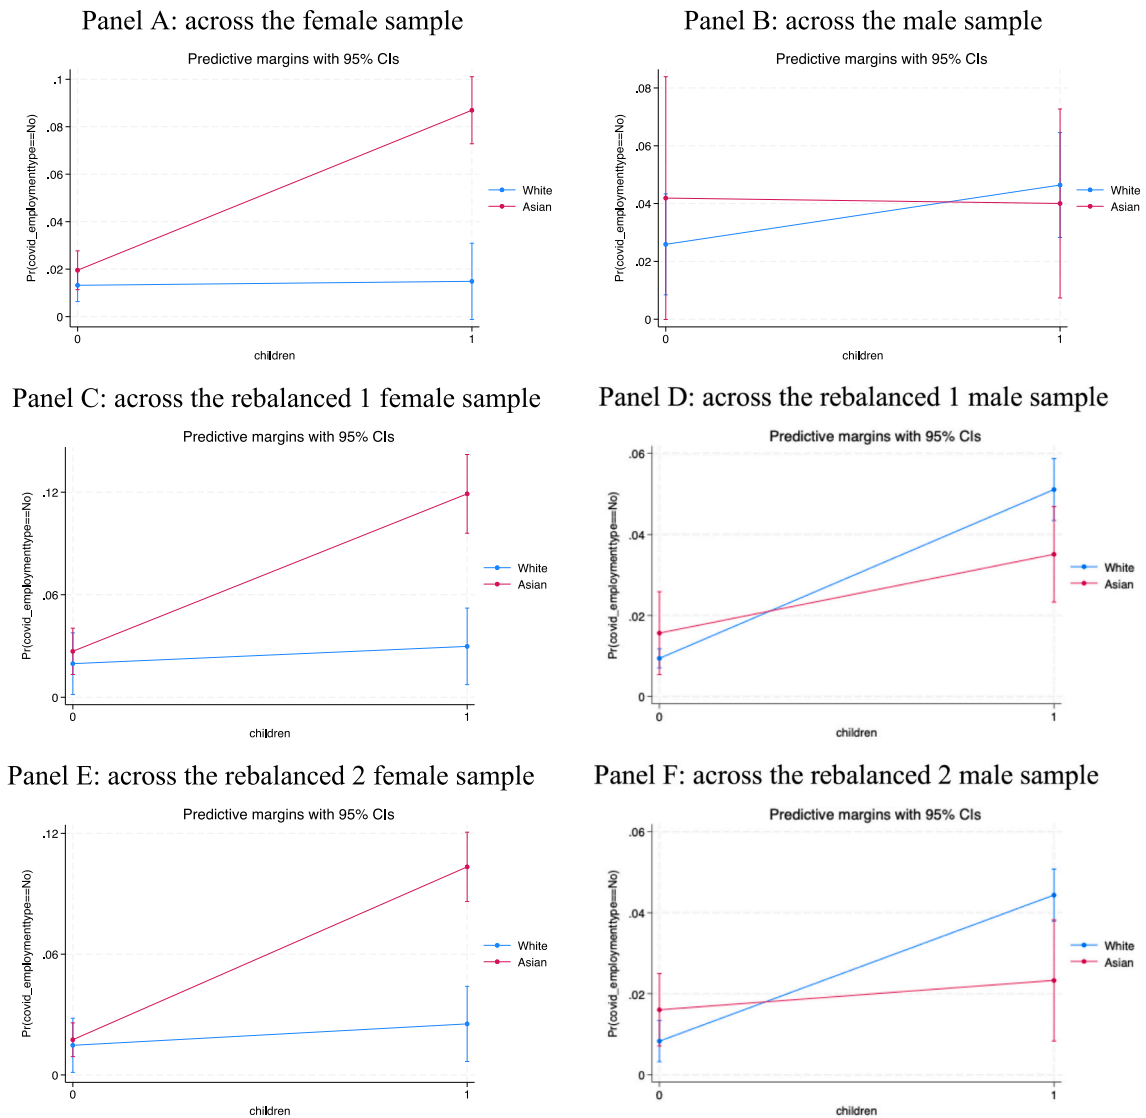 Panel A: across the female sample
Predictive margins with 95% CIs
Pr(covid_employmenttype==No)
.1
.08
.06
.04
.02
0
0 1
children
White
Asian
Panel B: across the male sample
Predictive margins with 95% CIs
Pr(covid_employmenttype==No)
.08
.06
.04
.02
0
0 1
children
White
Asian
Panel C: across the rebalanced 1 female sample
Predictive margins with 95% CIs
Pr(covid_employmenttype==No)
.12
.06
0
0 1
children
White
Asian
Panel D: across the rebalanced 1 male sample
Predictive margins with 95% CIs
Pr(covid_employmenttype==No)
.06
.04
.02
0
0 1
children
White
Asian
Panel E: across the rebalanced 2 female sample
Predictive margins with 95% CIs
Pr(covid_employmenttype==No)
.12
.06
0
0 1
children
White
Asian
Panel F: across the rebalanced 2 male sample
Predictive margins with 95% CIs
Pr(covid_employmenttype==No)
.06
.04
.02
0
0 1
children
White
Asian